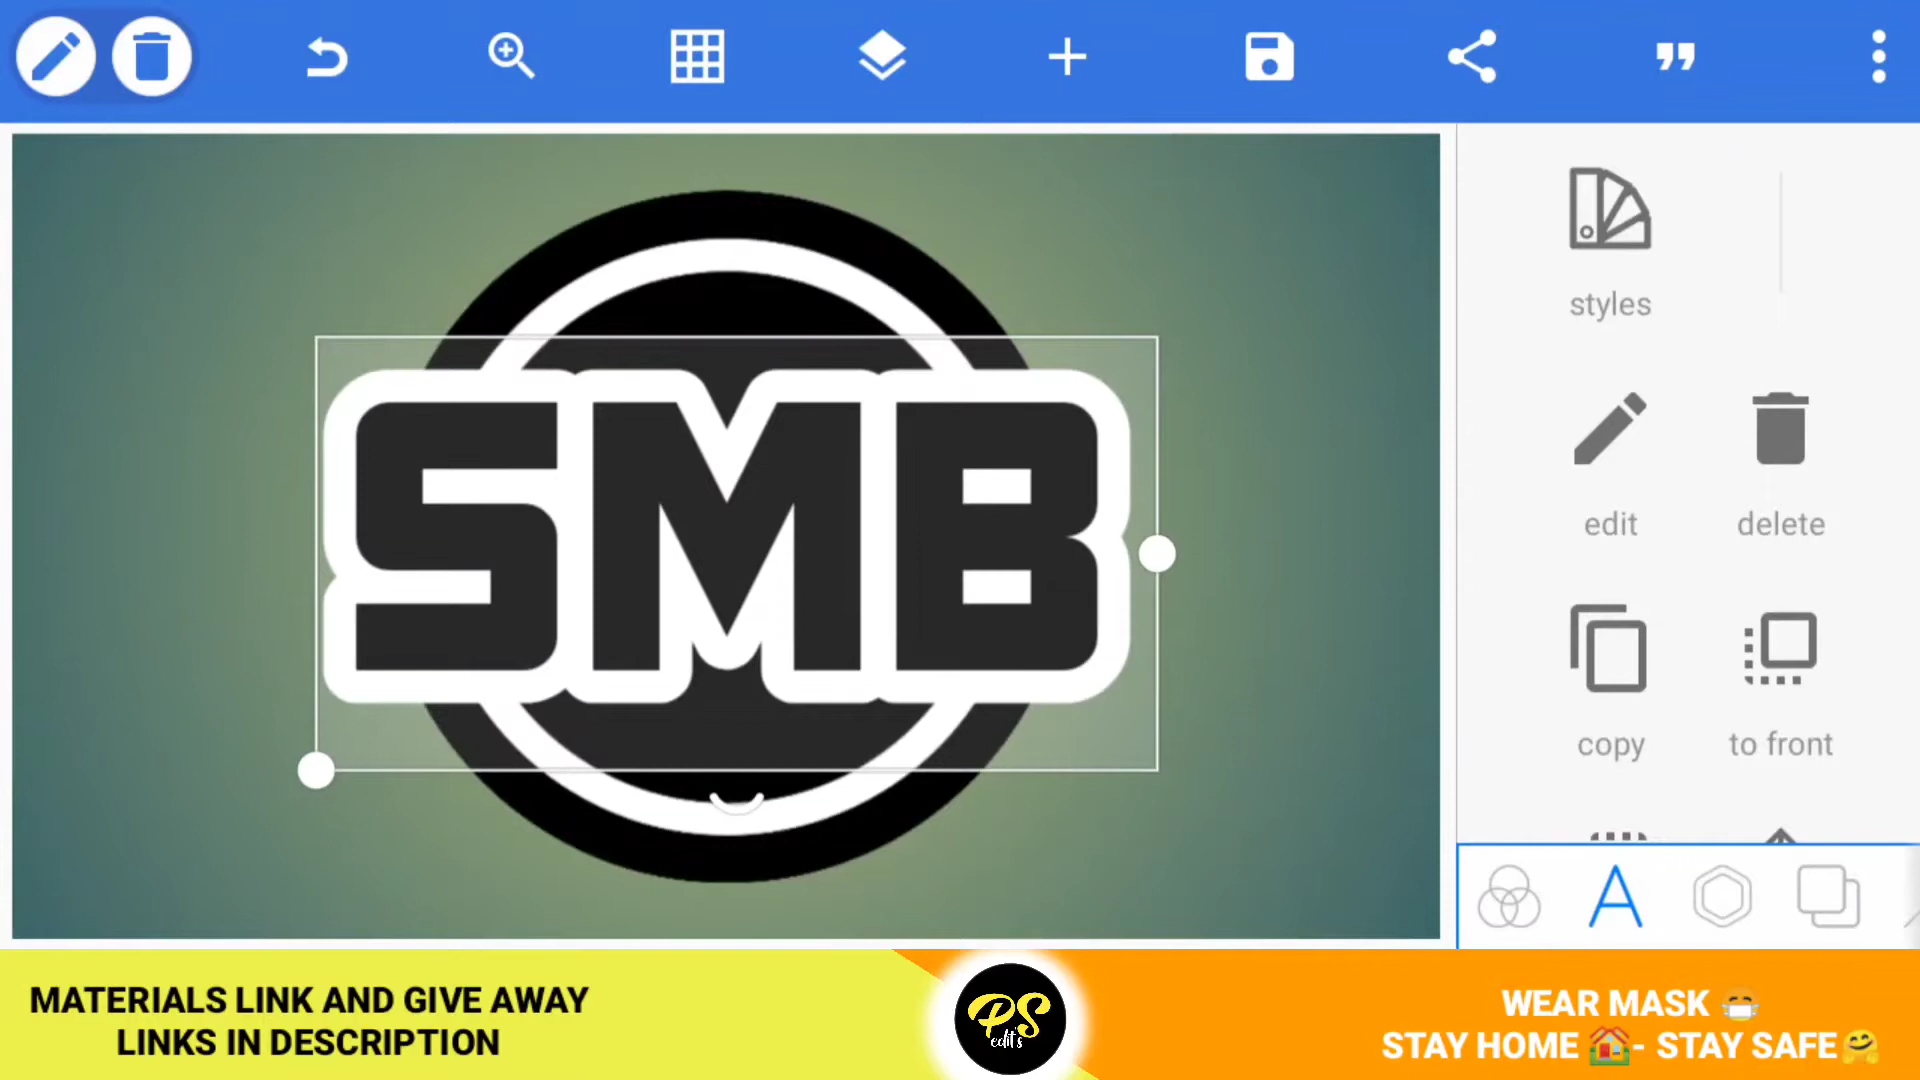 SMB
styles
edit
delete
copy
to front
MATERIALS LINK AND GIVE AWAY
LINKS IN DESCRIPTION
PS
edit's
WEAR MASK 😷
STAY HOME 🏠- STAY SAFE🤗